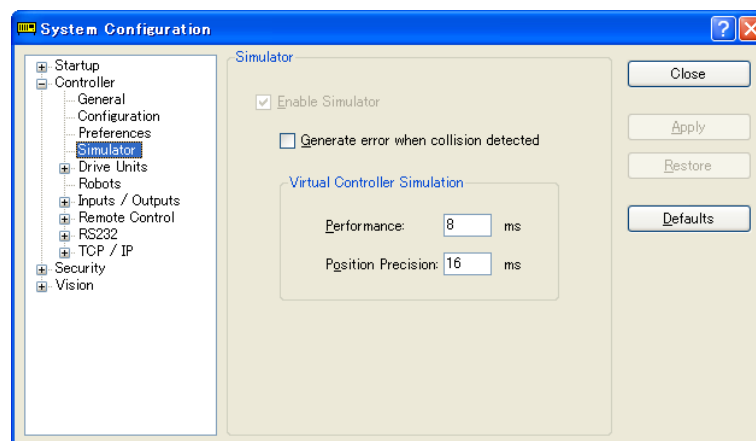 System Configuration
Startup
Controller
General
Configuration
Preferences
Simulator
Drive Units
Robots
Inputs / Outputs
Remote Control
RS232
TCP / IP
Security
Vision
Simulator
Enable Simulator
Generate error when collision detected
Virtual Controller Simulation
Performance: 8 ms
Position Precision: 16 ms
Close
Apply
Restore
Defaults